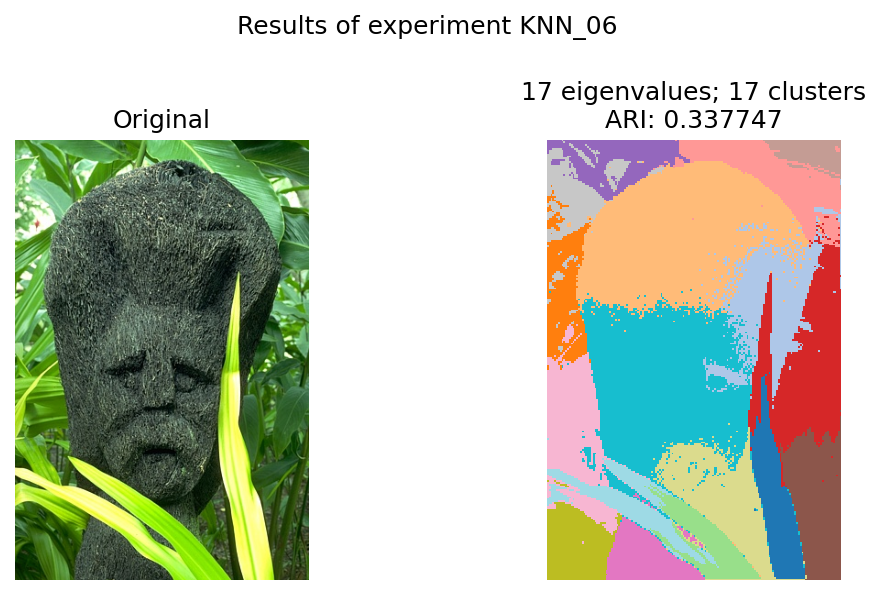 Results of experiment KNN_06
Original
17 eigenvalues; 17 clusters
ARI: 0.337747